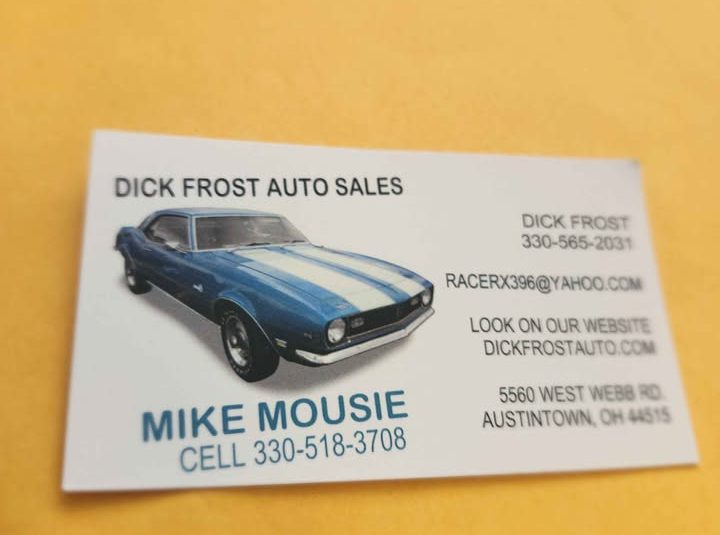 DICK FROST AUTO SALES
DICK FROST
330-565-2031
RACERX396@YAHOO.COM
LOOK ON OUR WEBSITE
DICKFROSTAUTO.COM
5560 WEST WEBB RD.
AUSTINTOWN, OH 44515
MIKE MOUSIE
CELL 330-518-3708